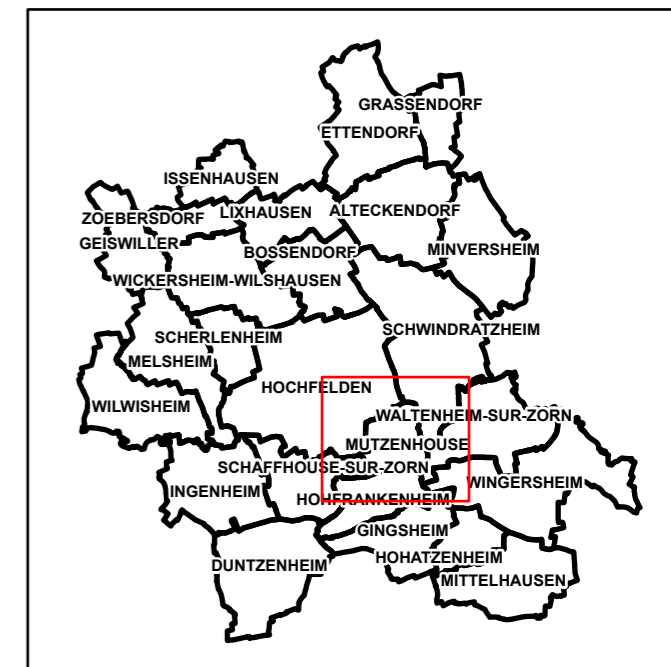 GRASSENDORF
ETTENDORF
ISSENHAUSEN
ZOEBERSDORF
LIXHAUSEN
ALTECKENDORF
GEISWILLER
BOSSENDORF
MINVERSHEIM
WICKERSHEIM-WILSHAUSEN
SCHERLENHEIM
SCHWINDRATZHEIM
MELSHEIM
HOCHFELDEN
WILWISHEIM
WALTENHEIM-SUR-ZORN
MUTZENHOUSE
SCHAFFHOUSE-SUR-ZORN
INGENHEIM
WINGERSHEIM
HOHFRANKENHEIM
GINGSHEIM
DUNTZENHEIM
HOHATZENHEIM
MITTELHAUSEN